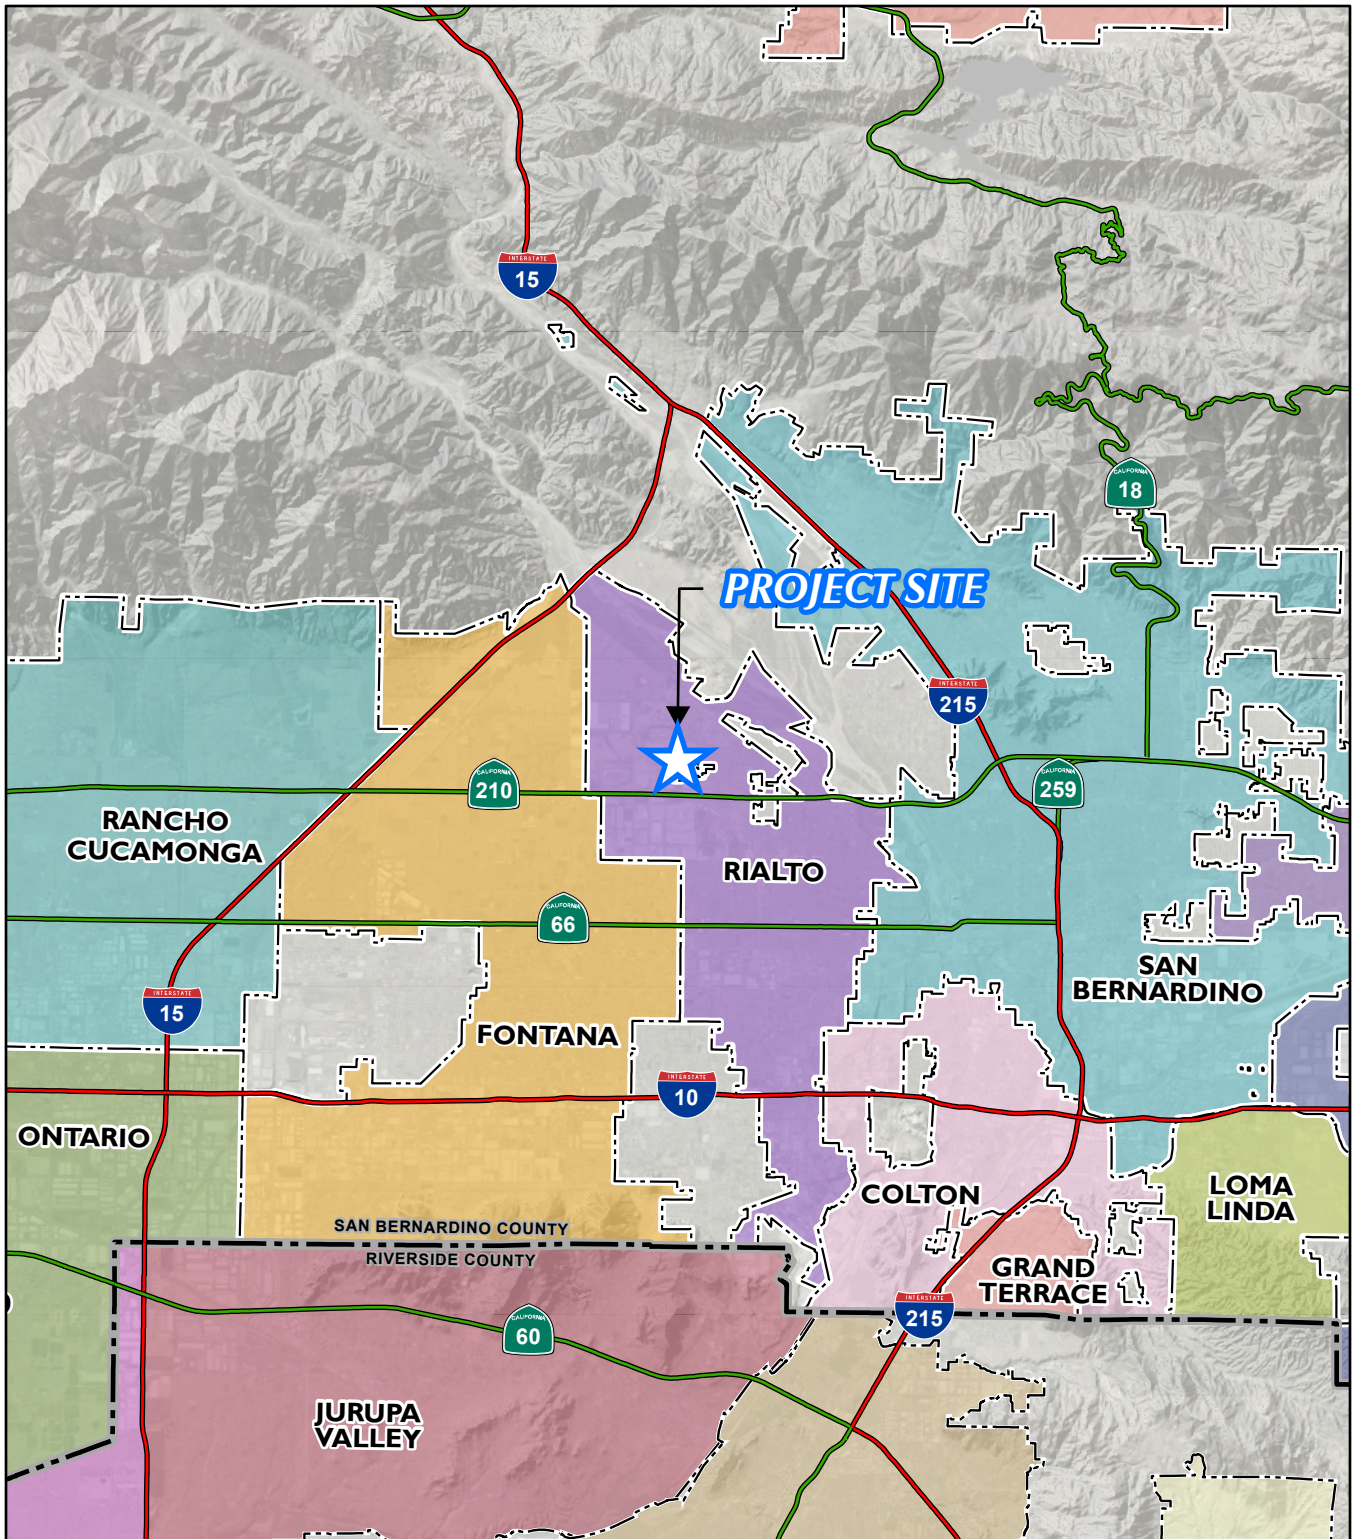 INTERSTATE
15
CALIFORNIA
18
PROJECT SITE
INTERSTATE
215
CALIFORNIA
210
CALIFORNIA
259
RANCHO
CUCAMONGA
RIALTO
CALIFORNIA
66
SAN
BERNARDINO
INTERSTATE
15
FONTANA
INTERSTATE
10
ONTARIO
COLTON
LOMA
LINDA
SAN BERNARDINO COUNTY
RIVERSIDE COUNTY
GRAND
TERRACE
INTERSTATE
215
CALIFORNIA
60
JURUPA
VALLEY